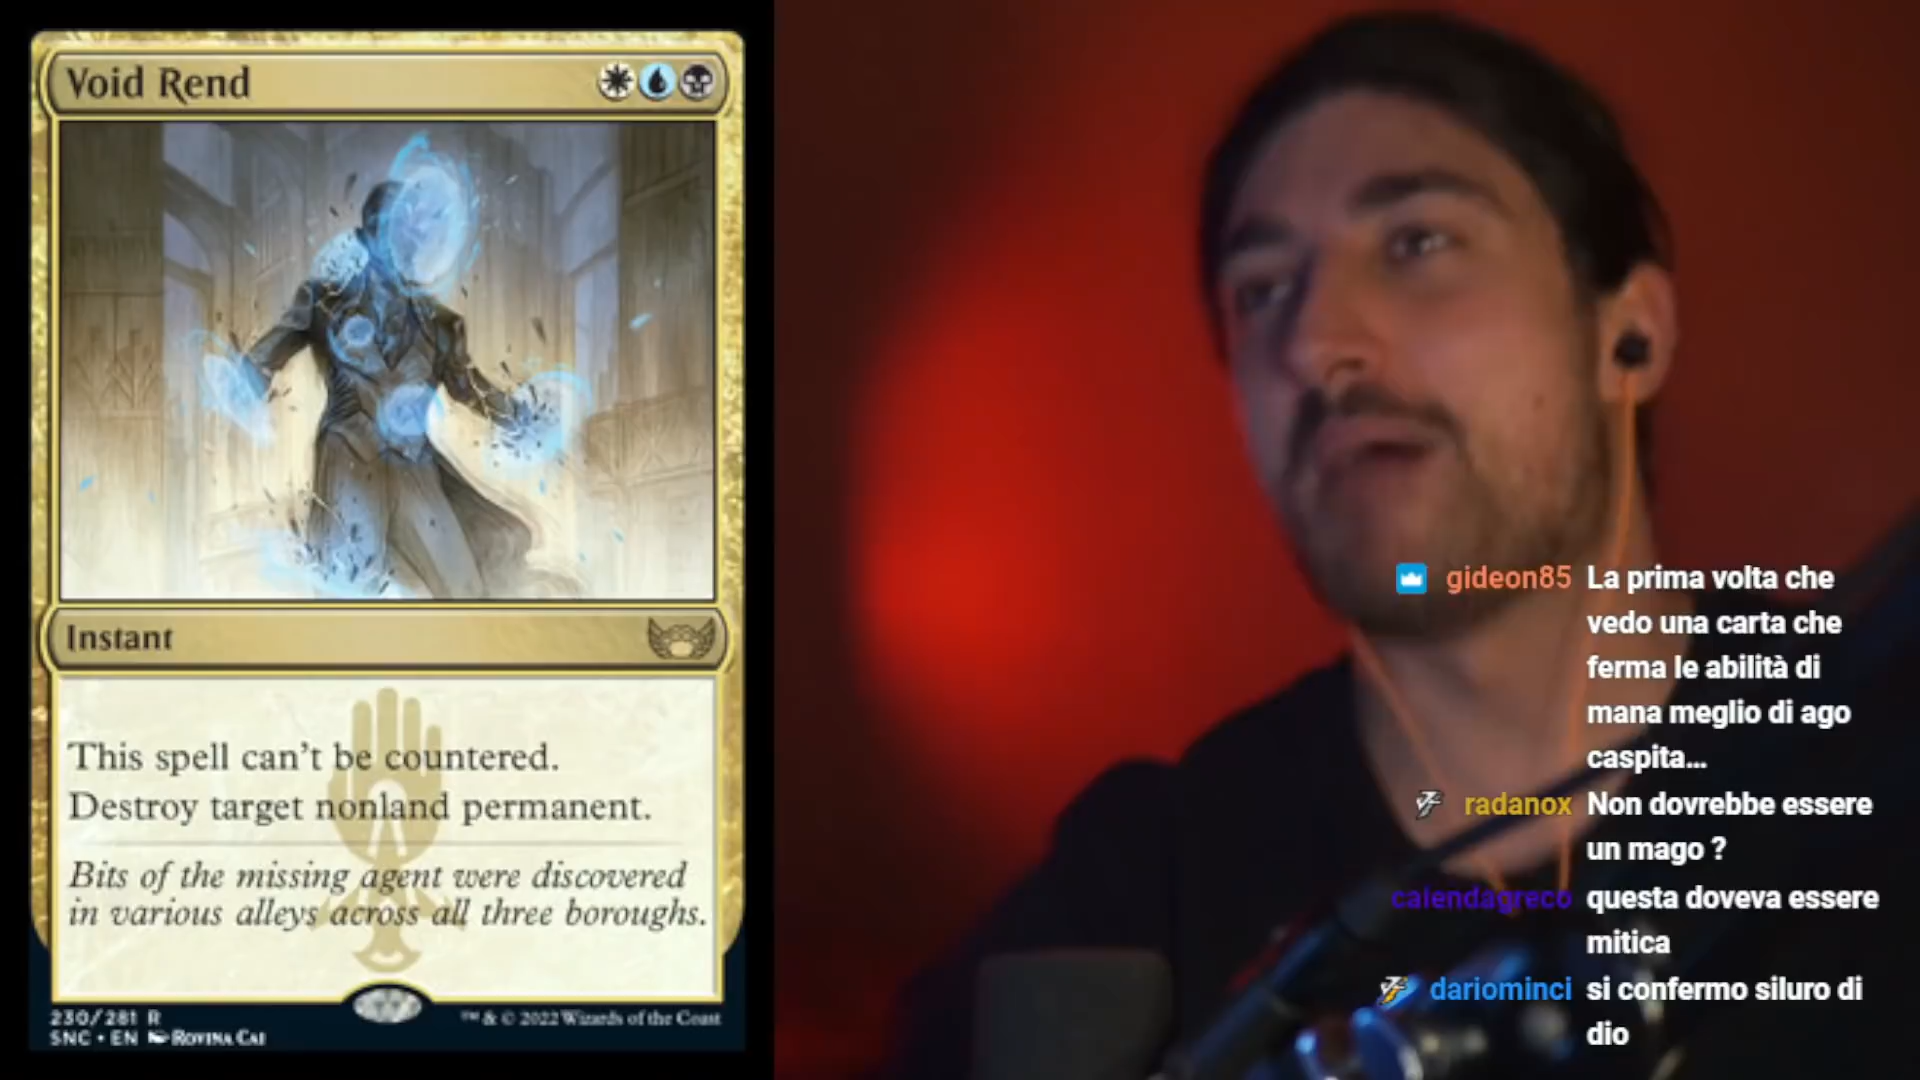 Void Rend
Instant
This spell can't be countered.
Destroy target nonland permanent.
Bits of the missing agent were discovered
in various alleys across all three boroughs.
230/281 R
SNC • EN ROVINA CAI
™ & © 2022 Wizards of the Coast
gideon85 La prima volta che
vedo una carta che
ferma le abilità di
mana meglio di ago
caspita...
radanox Non dovrebbe essere
un mago ?
calendagreco questa doveva essere
mitica
dariominci si confermo siluro di
dio